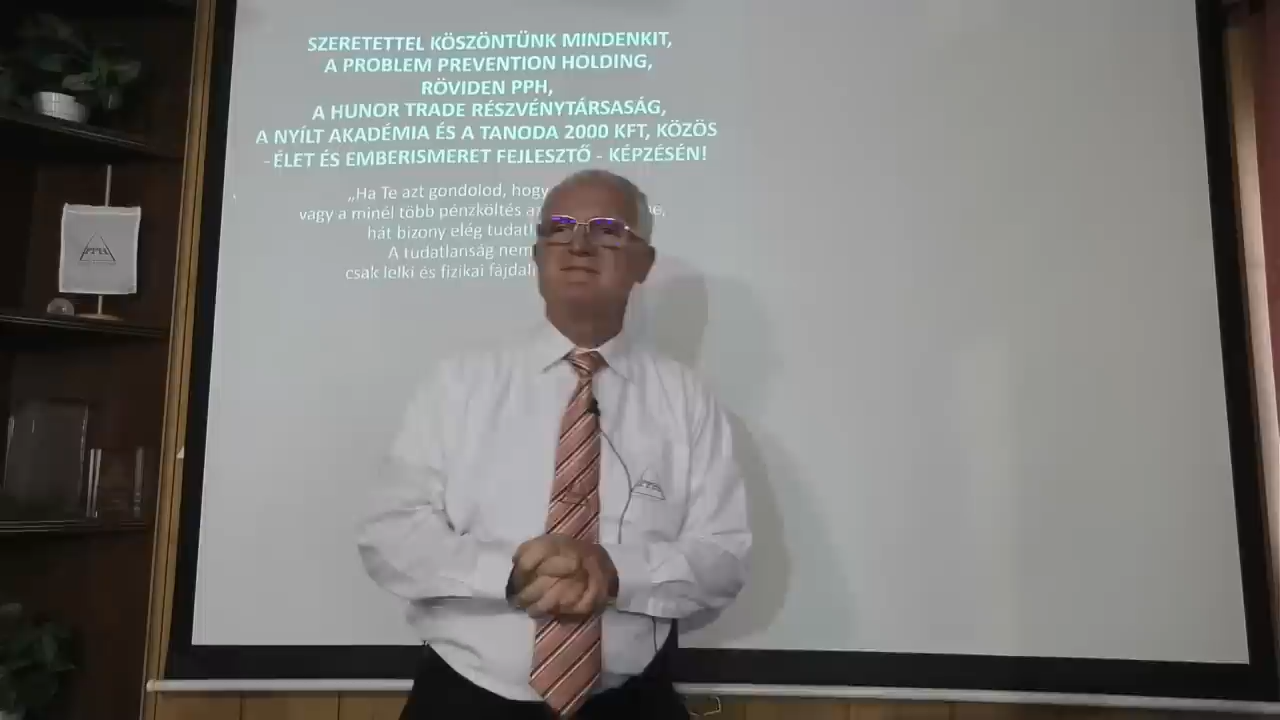 SZERETETTEL KÖSZÖNTÜNK MINDENKIT,
A PROBLEM PREVENTION HOLDING,
RÖVIDEN PPH,
A HUNOR TRADE RÉSZVÉNYTÁRSASÁG,
A NYÍLT AKADÉMIA ÉS A TANODA 2000 KFT, KÖZÖS
- ÉLET ÉS EMBERISMERET FEJLESZTŐ - KÉPZÉSÉN!
„Ha Te azt gondolod, hogy
vagy a minél több pénzköltés
hát bizony elég
A tudatlanság nem
csak lelki és fizikai
PPH
PPH